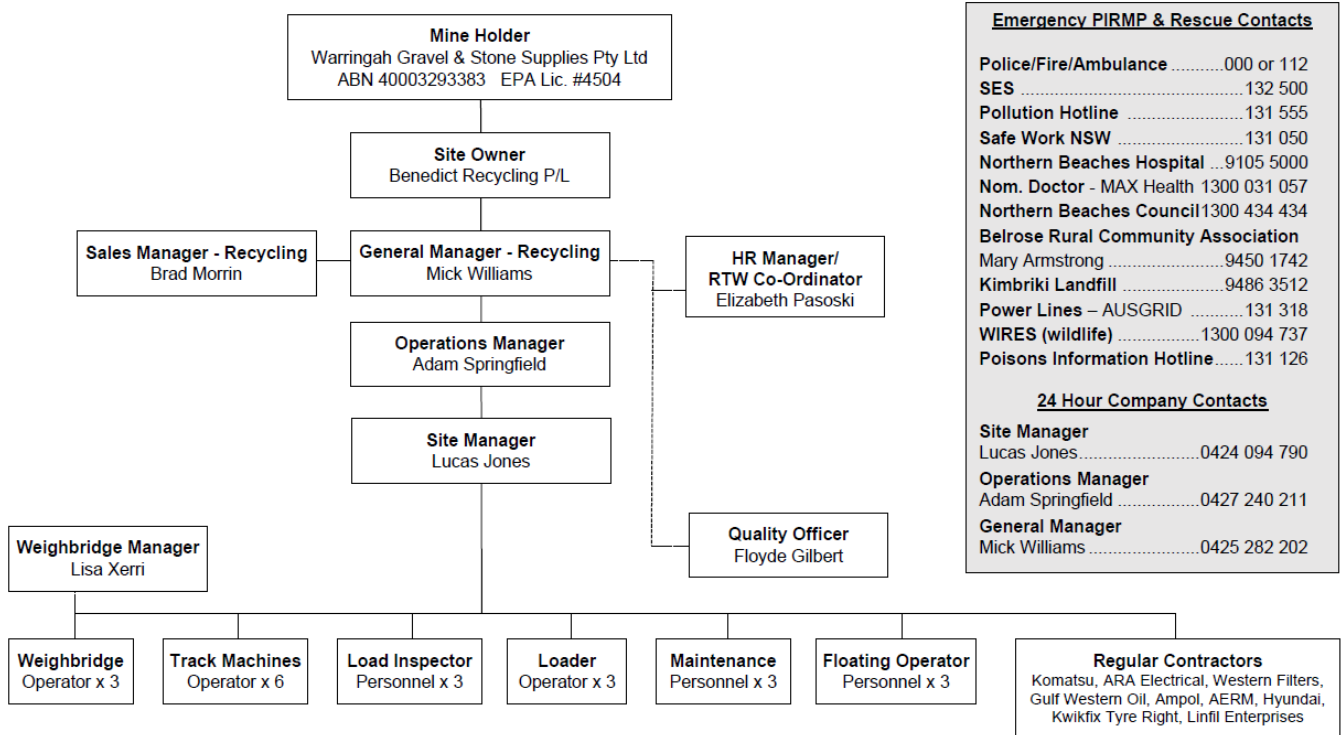 Mine Holder
Warringah Gravel & Stone Supplies Pty Ltd
ABN 40003293383 EPA Lic. #4504
Site Owner
Benedict Recycling P/L
Sales Manager - Recycling
Brad Morrin
General Manager - Recycling
Mick Williams
HR Manager/
RTW Co-Ordinator
Elizabeth Pasoski
Operations Manager
Adam Springfield
Site Manager
Lucas Jones
Quality Officer
Floyde Gilbert
Weighbridge Manager
Lisa Xerri
Weighbridge
Operator x 3
Track Machines
Operator x 6
Load Inspector
Personnel x 3
Loader
Operator x 3
Maintenance
Personnel x 3
Floating Operator
Personnel x 3
Regular Contractors
Komatsu, ARA Electrical, Western Filters,
Gulf Western Oil, Ampol, AERM, Hyundai,
Kwikfix Tyre Right, Linfil Enterprises
Emergency PIRMP & Rescue Contacts
Police/Fire/Ambulance ..........000 or 112
SES ..........................................132 500
Pollution Hotline ......................131 555
Safe Work NSW .........................131 050
Northern Beaches Hospital ...9105 5000
Nom. Doctor - MAX Health 1300 031 057
Northern Beaches Council1300 434 434
Belrose Rural Community Association
Mary Armstrong .......................9450 1742
Kimbriki Landfill .....................9486 3512
Power Lines – AUSGRID ..........131 318
WIRES (wildlife) ................1300 094 737
Poisons Information Hotline......131 126
24 Hour Company Contacts
Site Manager
Lucas Jones.......................0424 094 790
Operations Manager
Adam Springfield ................0427 240 211
General Manager
Mick Williams .....................0425 282 202